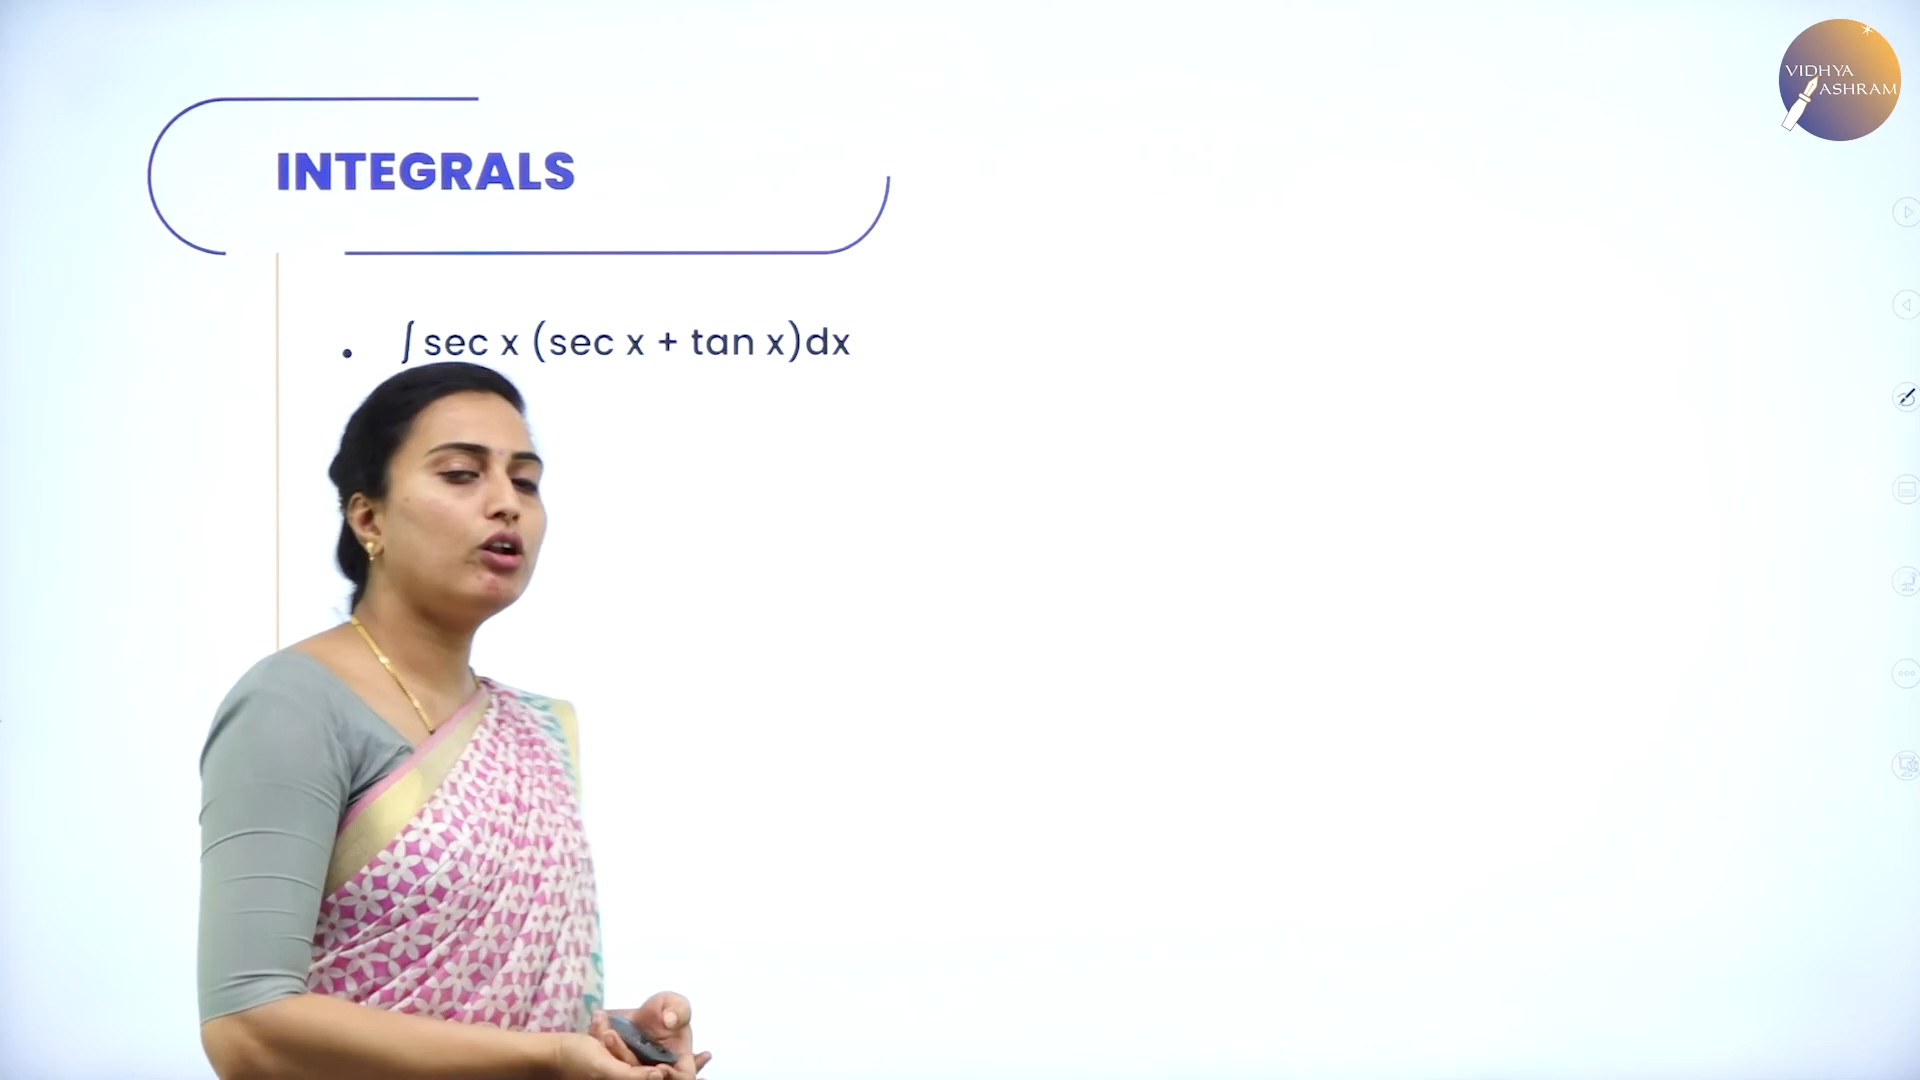 VIDHYA
ASHRAM
INTEGRALS
• ∫ sec x (sec x + tan x)dx